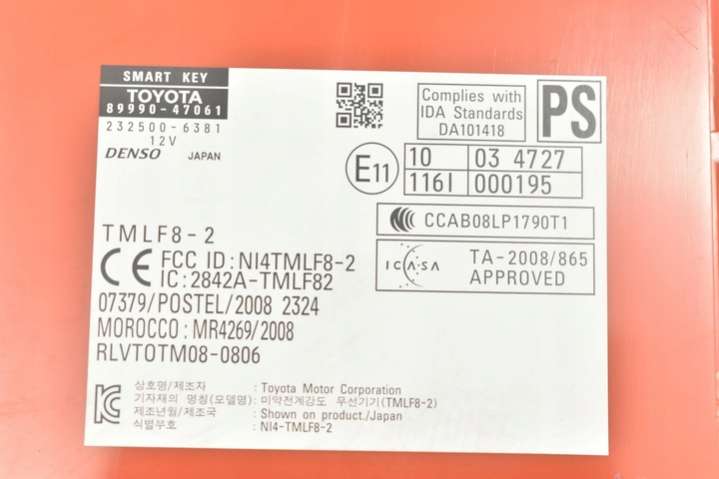 SMART KEY
TOYOTA
89990-47061
232500-6381
12V
DENSO JAPAN
Complies with
IDA Standards
DA101418
PS
E11
10 03 4727
116I 000195
CCAB08LP1790T1
ICASA
TA-2008/865
APPROVED
TMLF8-2
CE
FCC ID:NI4TMLF8-2
IC:2842A-TMLF82
07379/POSTEL/2008 2324
MOROCCO:MR4269/2008
RLVTOTM08-0806
상호명/제조자 : Toyota Motor Corporation
기자재의 명칭(모델명): 미약전계강도 무선기기(TMLF8-2)
제조년월/제조국 : Shown on product./Japan
식별부호 : NI4-TMLF8-2